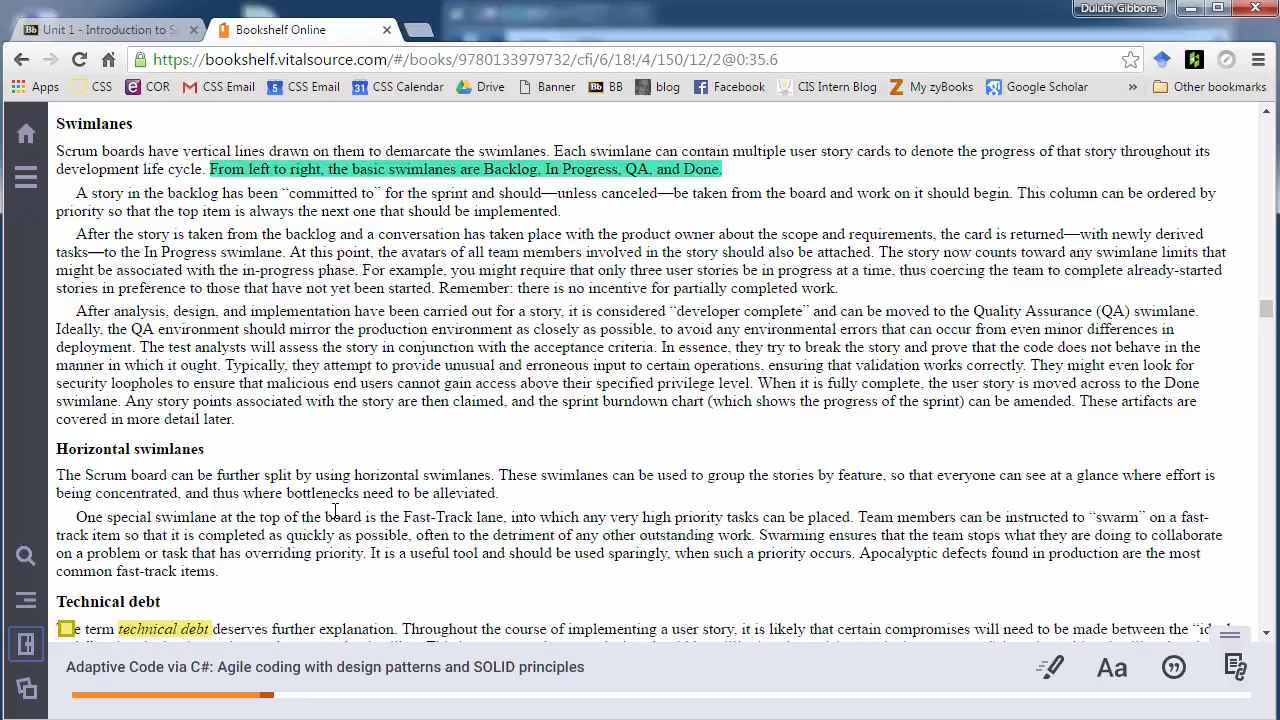 Duluth Gibbons
Unit 1 - Introduction to S
Bookshelf Online
https://bookshelf.vitalsource.com/#/books/9780133979732/cfi/6/18!/4/150/12/2@0:35.6
Apps CSS COR CSS Email CSS Email CSS Calendar Drive Banner BB blog Facebook CIS Intern Blog My zyBooks Google Scholar » Other bookmarks
Swimlanes
Scrum boards have vertical lines drawn on them to demarcate the swimlanes. Each swimlane can contain multiple user story cards to denote the progress of that story throughout its
development life cycle. From left to right, the basic swimlanes are Backlog, In Progress, QA, and Done.
A story in the backlog has been “committed to” for the sprint and should—unless canceled—be taken from the board and work on it should begin. This column can be ordered by
priority so that the top item is always the next one that should be implemented.
After the story is taken from the backlog and a conversation has taken place with the product owner about the scope and requirements, the card is returned—with newly derived
tasks—to the In Progress swimlane. At this point, the avatars of all team members involved in the story should also be attached. The story now counts toward any swimlane limits that
might be associated with the in-progress phase. For example, you might require that only three user stories be in progress at a time, thus coercing the team to complete already-started
stories in preference to those that have not yet been started. Remember: there is no incentive for partially completed work.
After analysis, design, and implementation have been carried out for a story, it is considered “developer complete” and can be moved to the Quality Assurance (QA) swimlane.
Ideally, the QA environment should mirror the production environment as closely as possible, to avoid any environmental errors that can occur from even minor differences in
deployment. The test analysts will assess the story in conjunction with the acceptance criteria. In essence, they try to break the story and prove that the code does not behave in the
manner in which it ought. Typically, they attempt to provide unusual and erroneous input to certain operations, ensuring that validation works correctly. They might even look for
security loopholes to ensure that malicious end users cannot gain access above their specified privilege level. When it is fully complete, the user story is moved across to the Done
swimlane. Any story points associated with the story are then claimed, and the sprint burndown chart (which shows the progress of the sprint) can be amended. These artifacts are
covered in more detail later.
Horizontal swimlanes
The Scrum board can be further split by using horizontal swimlanes. These swimlanes can be used to group the stories by feature, so that everyone can see at a glance where effort is
being concentrated, and thus where bottlenecks need to be alleviated.
One special swimlane at the top of the board is the Fast-Track lane, into which any very high priority tasks can be placed. Team members can be instructed to “swarm” on a fast-
track item so that it is completed as quickly as possible, often to the detriment of any other outstanding work. Swarming ensures that the team stops what they are doing to collaborate
on a problem or task that has overriding priority. It is a useful tool and should be used sparingly, when such a priority occurs. Apocalyptic defects found in production are the most
common fast-track items.
Technical debt
term technical debt deserves further explanation. Throughout the course of implementing a user story, it is likely that certain compromises will need to be made between the
Adaptive Code via C#: Agile coding with design patterns and SOLID principles
Aa